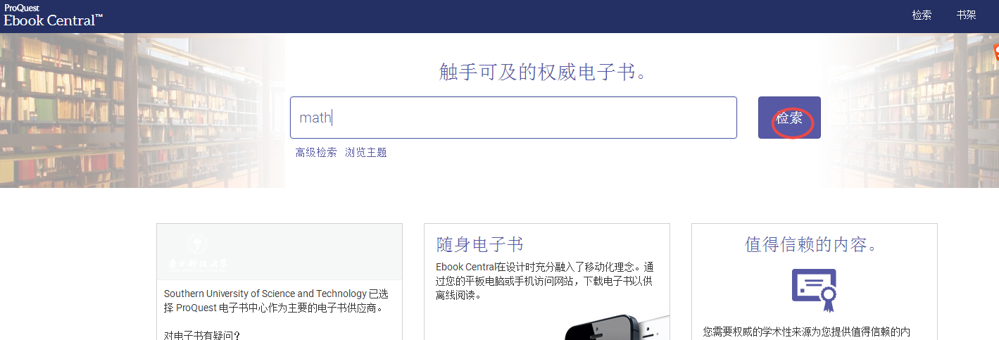 ProQuest
Ebook Central™
检索 书架
触手可及的权威电子书。
math
检索
高级检索 浏览主题
南方科技大学
Southern University of Science and Technology 已选
择 ProQuest 电子书中心作为主要的电子书供应商。
对电子书有疑问?
随身电子书
Ebook Central在设计时充分融入了移动化理念。通
过您的平板电脑或手机访问网站，下载电子书以供
离线阅读。
值得信赖的内容。
您需要权威的学术性来源为您提供值得信赖的内